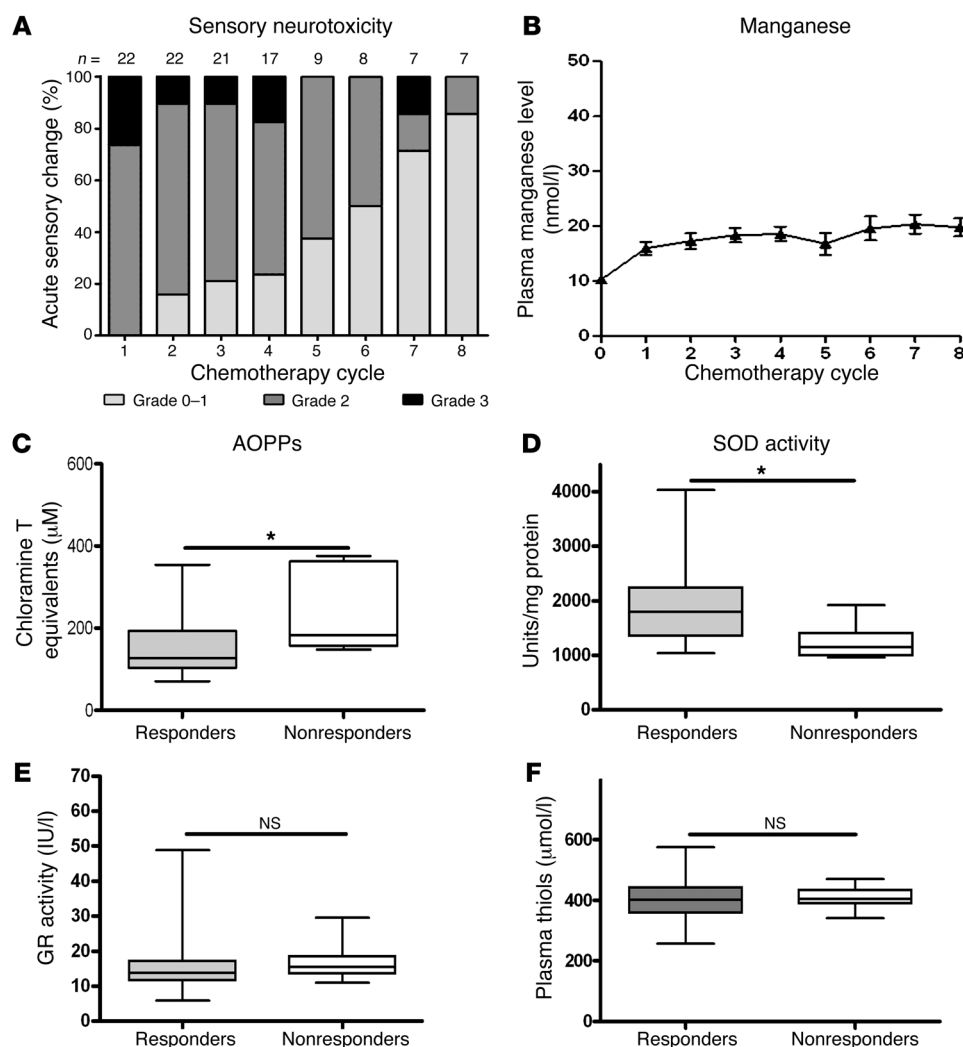 A
Sensory neurotoxicity
n = 22 22 21 17 9 8 7 7
Acute sensory change (%)
100
80
60
40
20
0
1 2 3 4 5 6 7 8
Chemotherapy cycle
Grade 0–1 Grade 2 Grade 3
B
Manganese
Plasma manganese level
(nmol/l)
50
40
30
20
10
0
0 1 2 3 4 5 6 7 8
Chemotherapy cycle
C
AOPPs
Chloramine T
equivalents (μM)
600
400
200
0
*
Responders Nonresponders
D
SOD activity
Units/mg protein
4000
3000
2000
1000
0
*
Responders Nonresponders
E
GR activity (IU/l)
70
60
50
40
30
20
10
0
NS
Responders Nonresponders
F
Plasma thiols (μmol/l)
600
400
200
0
NS
Responders Nonresponders